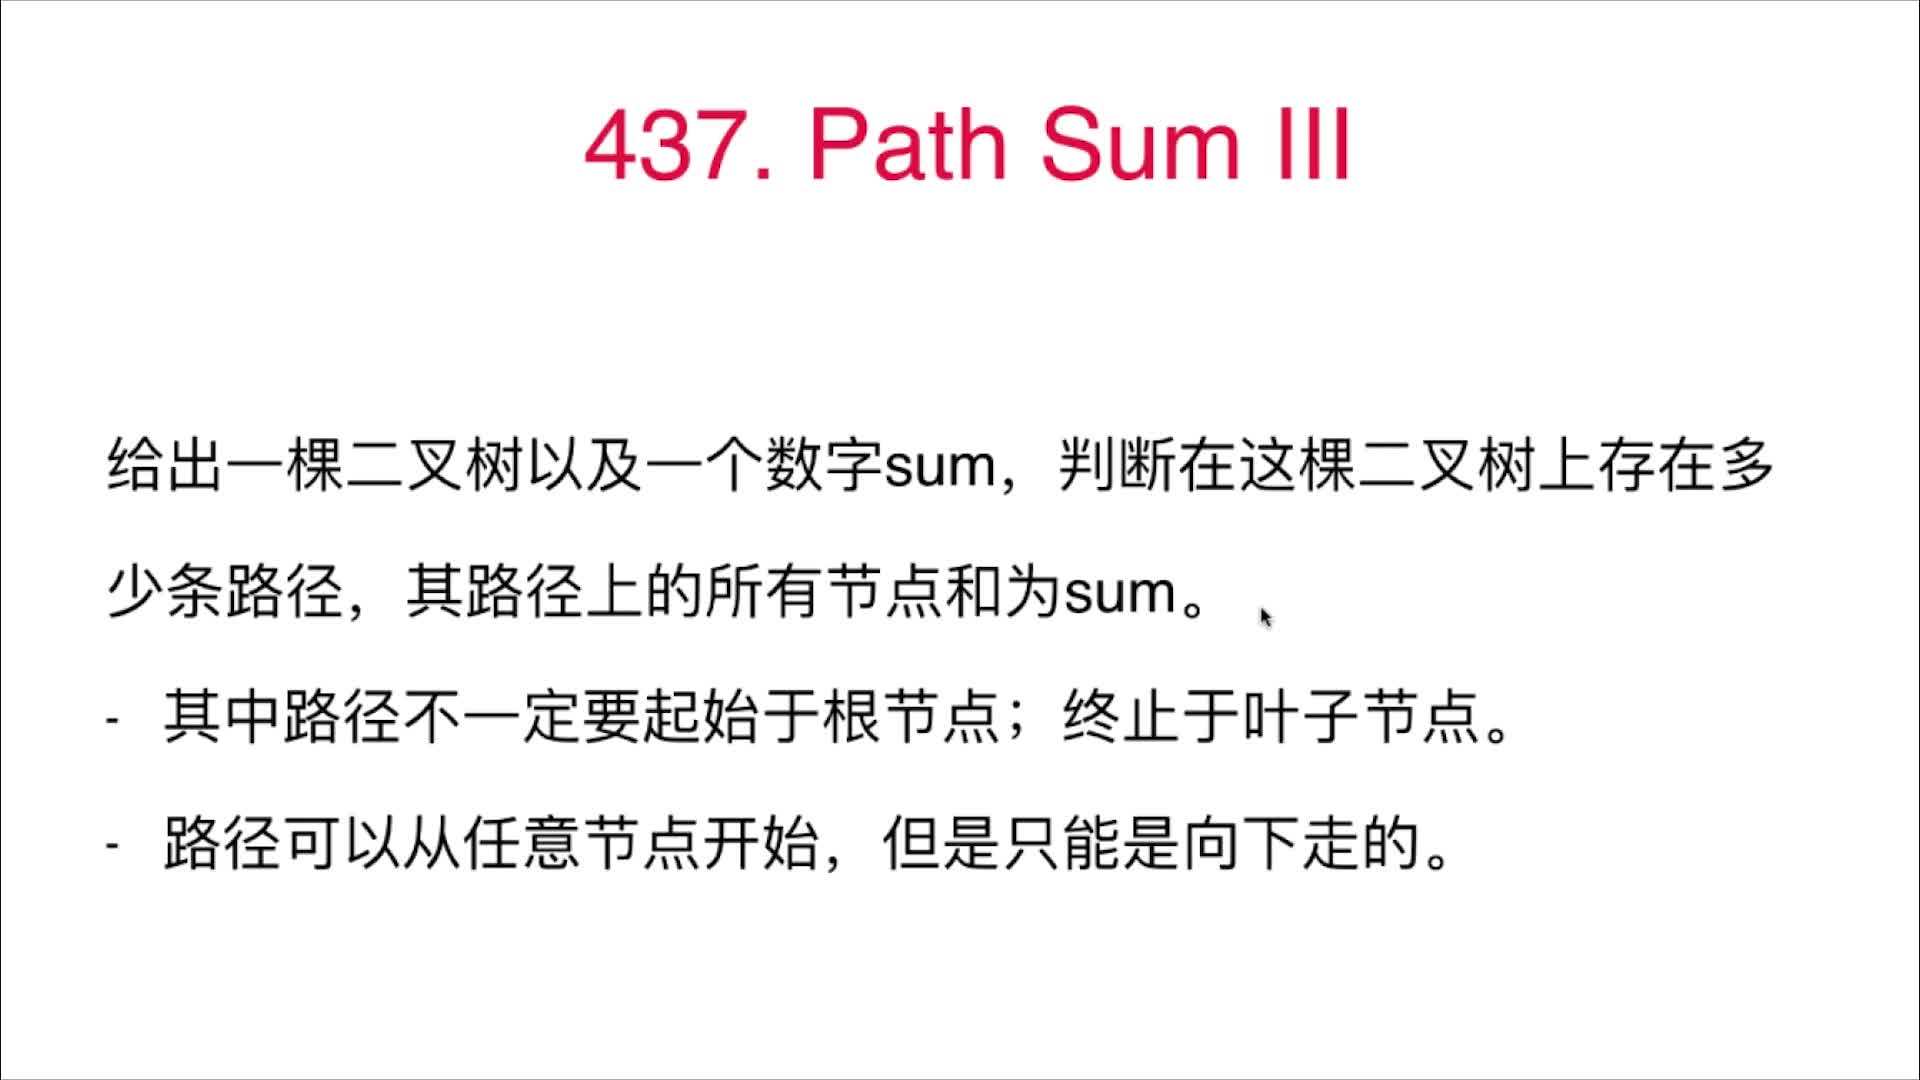 437. Path Sum III
给出一棵二叉树以及一个数字sum，判断在这棵二叉树上存在多
少条路径，其路径上的所有节点和为sum。
- 其中路径不一定要起始于根节点；终止于叶子节点。
- 路径可以从任意节点开始，但是只能是向下走的。